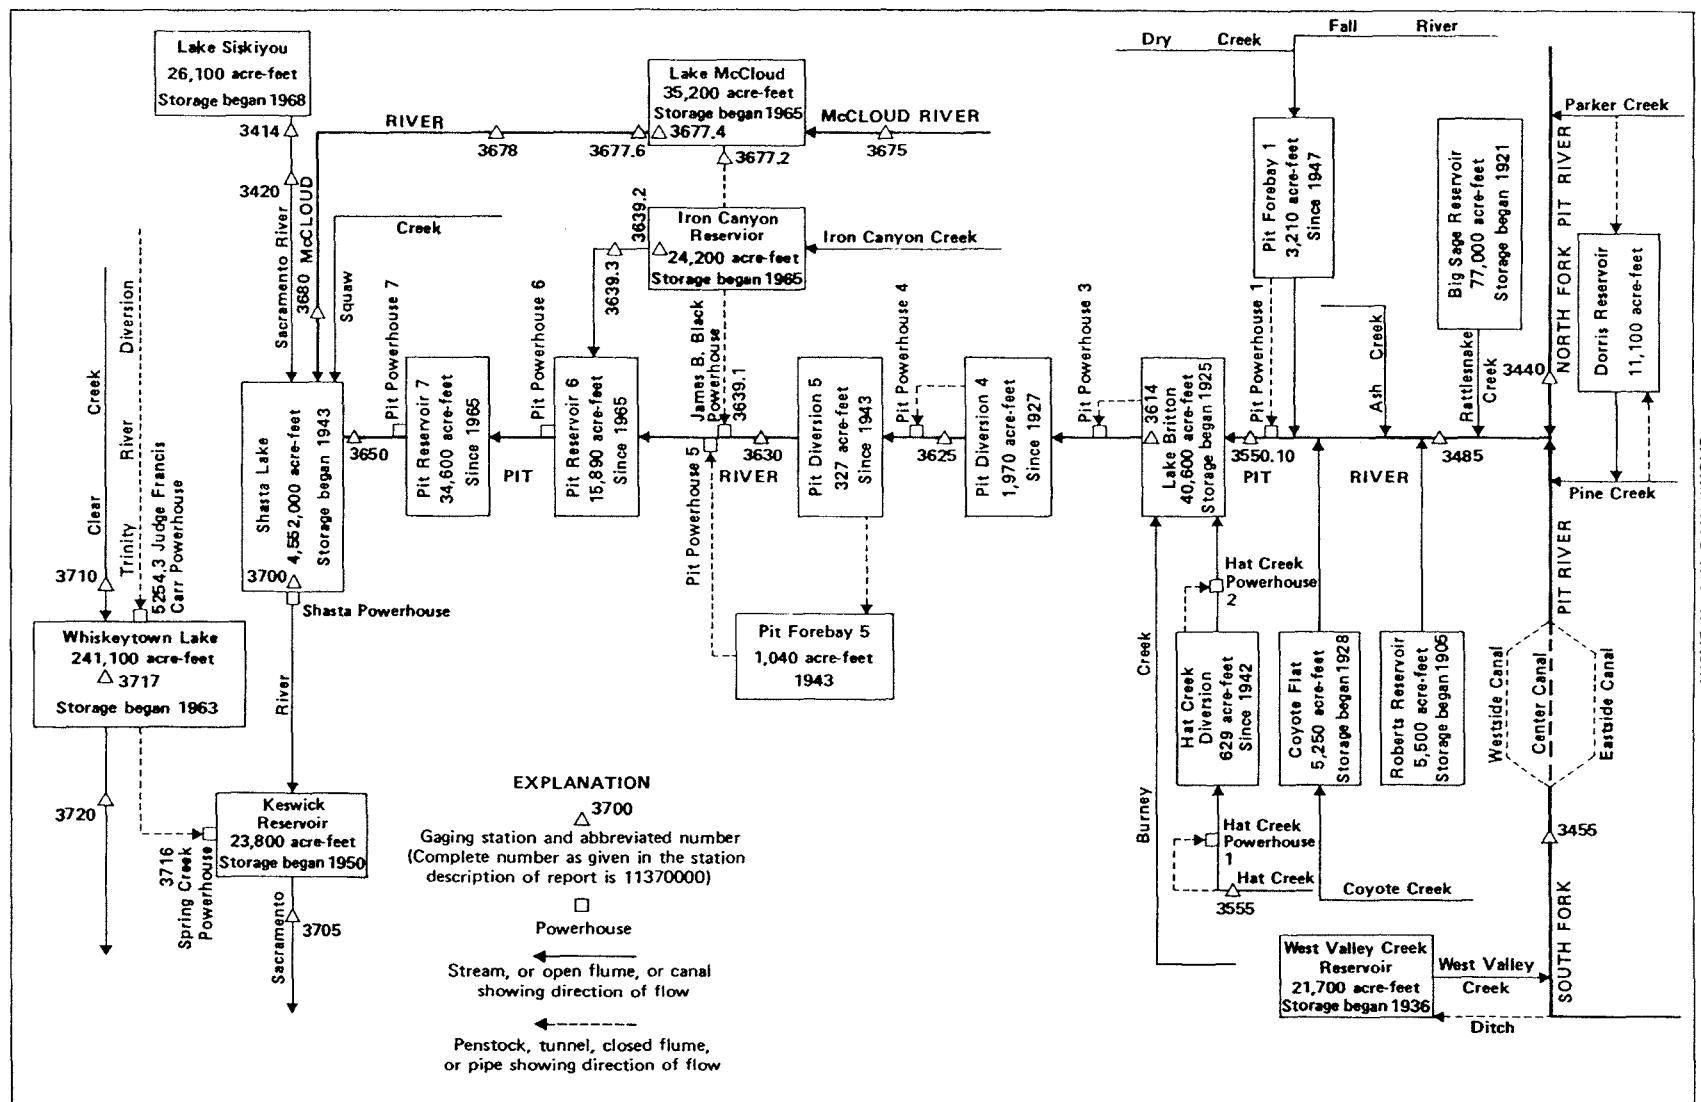 Lake Siskiyou
26,100 acre-feet
Storage began 1968
3414
3420
Sacramento River
3680 McCLOUD
RIVER
3678
3677.6
Lake McCloud
35,200 acre-feet
Storage began 1965
3677.4
3677.2
McCLOUD RIVER
3675
Squaw
Creek
3639.2
3639.3
Iron Canyon
Reservior
24,200 acre-feet
Storage began 1965
Iron Canyon Creek
Dry Creek
Fall River
Pit Forebay 1
3,210 acre-feet
Since 1947
Pit Powerhouse 1
Ash Creek
Big Sage Reservoir
77,000 acre-feet
Storage began 1921
Rattlesnake
Creek
Parker Creek
NORTH FORK PIT RIVER
3440
Dorris Reservoir
11,100 acre-feet
Pine Creek
Clear Creek
Trinity River Diversion
5254.3 Judge Francis
Carr Powerhouse
3710
Whiskeytown Lake
241,100 acre-feet
3717
Storage began 1963
3720
3716
Spring Creek
Powerhouse
Shasta Lake
4,552,000 acre-feet
Storage began 1943
3700
Shasta Powerhouse
River
Keswick
Reservoir
23,800 acre-feet
Storage began 1950
Sacramento
3705
3650
Pit Powerhouse 7
Pit Reservoir 7
34,600 acre-feet
Since 1965
PIT
Pit Powerhouse 6
Pit Reservoir 6
15,890 acre-feet
Since 1965
James B. Black
Powerhouse
3639.1
RIVER
3630
Pit Powerhouse 5
Pit Diversion 5
327 acre-feet
Since 1943
Pit Forebay 5
1,040 acre-feet
1943
Pit Powerhouse 4
3625
Pit Diversion 4
1,970 acre-feet
Since 1927
Pit Powerhouse 3
3614
Lake Britton
40,600 acre-feet
Storage began 1925
3550.10
PIT
RIVER
3485
Hat Creek
Powerhouse
2
Hat Creek
Diversion
629 acre-feet
Since 1942
Hat Creek
Powerhouse
1
Hat Creek
3555
Burney Creek
Coyote Flat
5,250 acre-feet
Storage began 1928
Coyote Creek
Roberts Reservoir
5,500 acre-feet
Storage began 1905
PIT RIVER
Westside Canal
Center Canal
Eastside Canal
3455
SOUTH FORK
West Valley Creek
Reservoir
21,700 acre-feet
Storage began 1936
West Valley
Creek
Ditch
EXPLANATION
3700
Gaging station and abbreviated number
(Complete number as given in the station
description of report is 11370000)
Powerhouse
Stream, or open flume, or canal
showing direction of flow
Penstock, tunnel, closed flume,
or pipe showing direction of flow